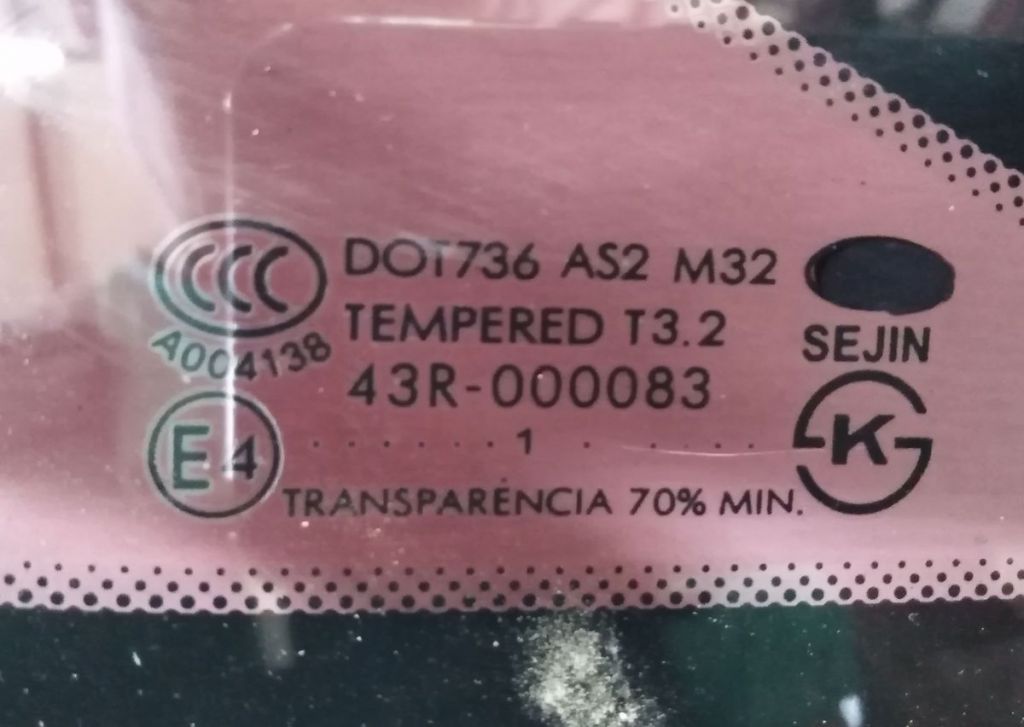 CCC DOT736 AS2 M32
TEMPERED T3.2
SEJIN
A004138
43R-000083
E4 . . . . . . 1 . . . . . K
TRANSPARÊNCIA 70% MIN.